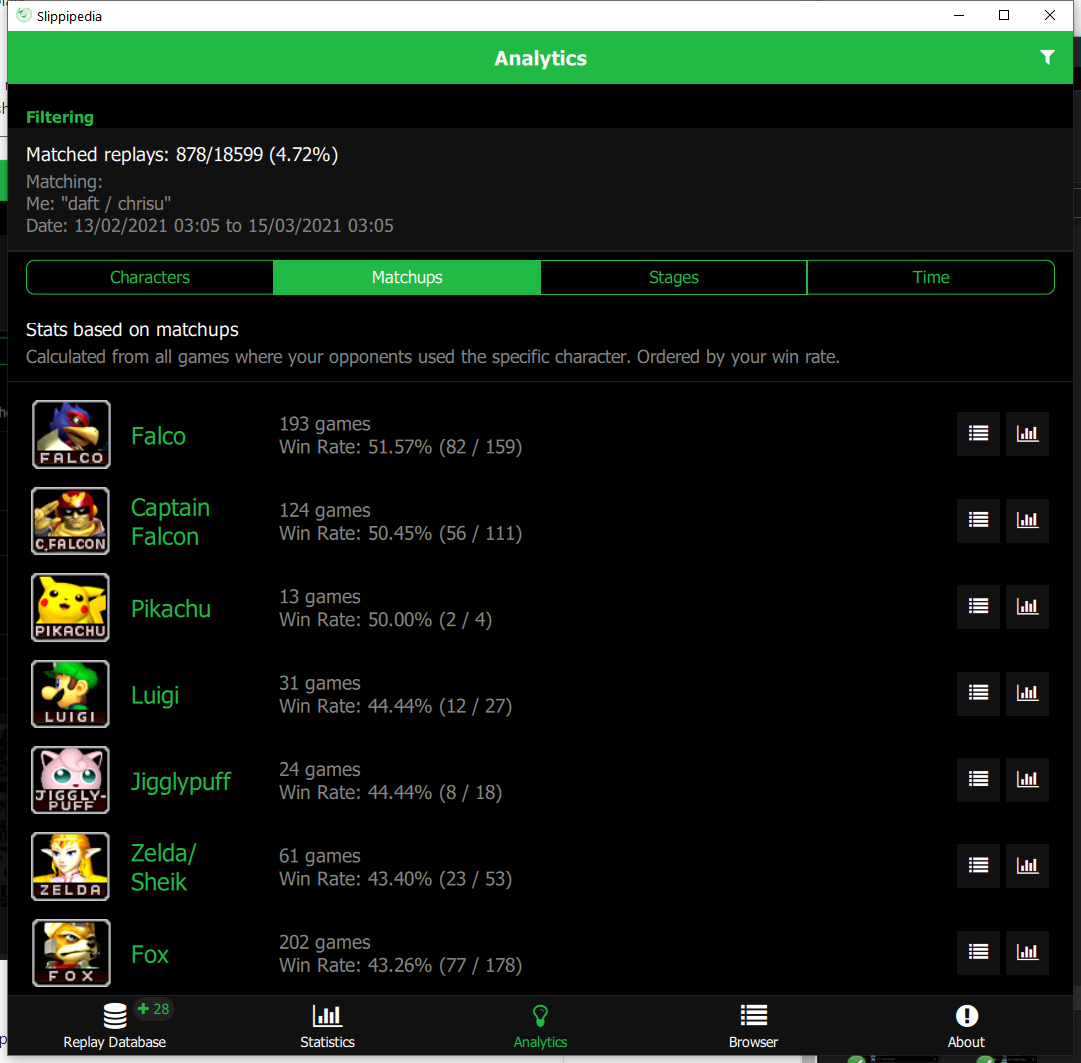 Slippipedia
Analytics
Filtering
Matched replays: 878/18599 (4.72%)
Matching:
Me: "daft / chrisu"
Date: 13/02/2021 03:05 to 15/03/2021 03:05
Characters Matchups Stages Time
Stats based on matchups
Calculated from all games where your opponents used the specific character. Ordered by your win rate.
FALCO
Falco
193 games
Win Rate: 51.57% (82 / 159)
C.FALCON
Captain
Falcon
124 games
Win Rate: 50.45% (56 / 111)
PIKACHU
Pikachu
13 games
Win Rate: 50.00% (2 / 4)
LUIGI
Luigi
31 games
Win Rate: 44.44% (12 / 27)
JIGGLY-
PUFF
Jigglypuff
24 games
Win Rate: 44.44% (8 / 18)
ZELDA
Zelda/
Sheik
61 games
Win Rate: 43.40% (23 / 53)
FOX
Fox
202 games
Win Rate: 43.26% (77 / 178)
+ 28
Replay Database Statistics Analytics Browser About